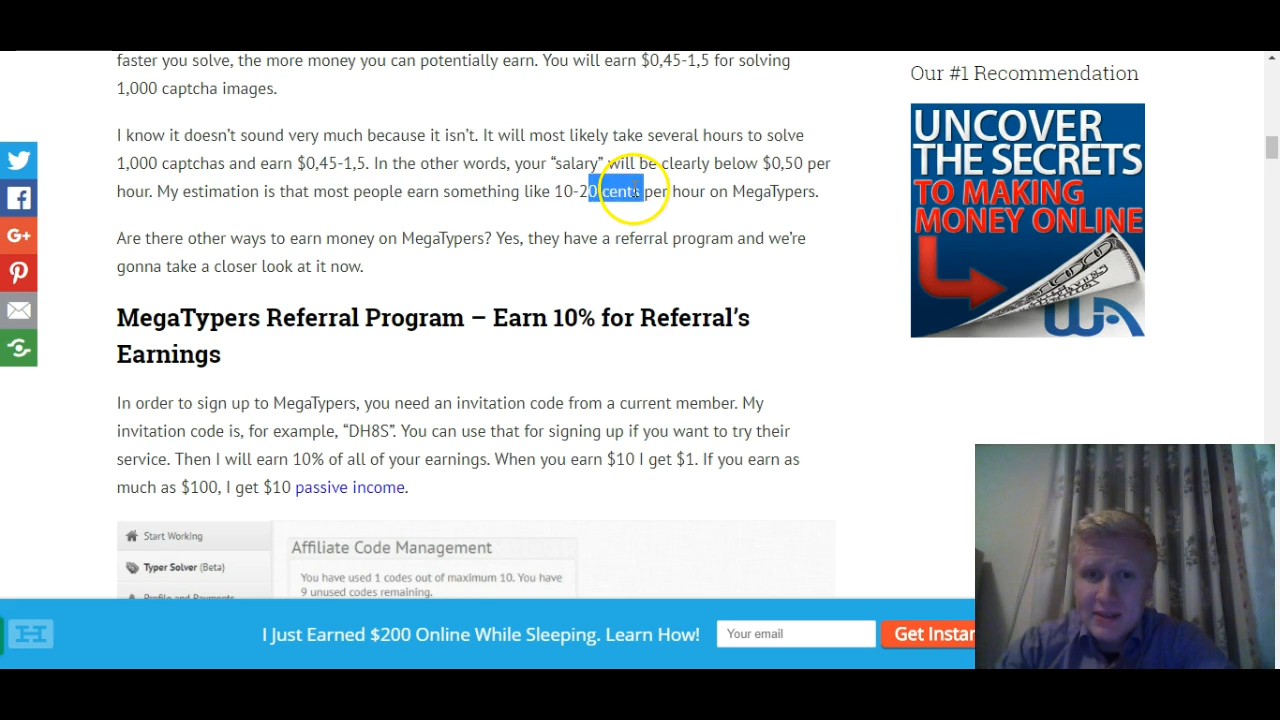 faster you solve, the more money you can potentially earn. You will earn $0,45-1,5 for solving
1,000 captcha images.
I know it doesn't sound very much because it isn't. It will most likely take several hours to solve
1,000 captchas and earn $0,45-1,5. In the other words, your “salary” will be clearly below $0,50 per
hour. My estimation is that most people earn something like 10-20 cents per hour on MegaTypers.
Are there other ways to earn money on MegaTypers? Yes, they have a referral program and we're
gonna take a closer look at it now.
MegaTypers Referral Program – Earn 10% for Referral's
Earnings
In order to sign up to MegaTypers, you need an invitation code from a current member. My
invitation code is, for example, “DH8S”. You can use that for signing up if you want to try their
service. Then I will earn 10% of all of your earnings. When you earn $10 I get $1. If you earn as
much as $100, I get $10 passive income.
Start Working
Typer Solver (Beta)
Profile and Payments
Affiliate Code Management
You have used 1 codes out of maximum 10. You have
9 unused codes remaining.
Our #1 Recommendation
UNCOVER
THE SECRETS
TO MAKING
MONEY ONLINE
WA
G+
I Just Earned $200 Online While Sleeping. Learn How!
Your email
Get Instan